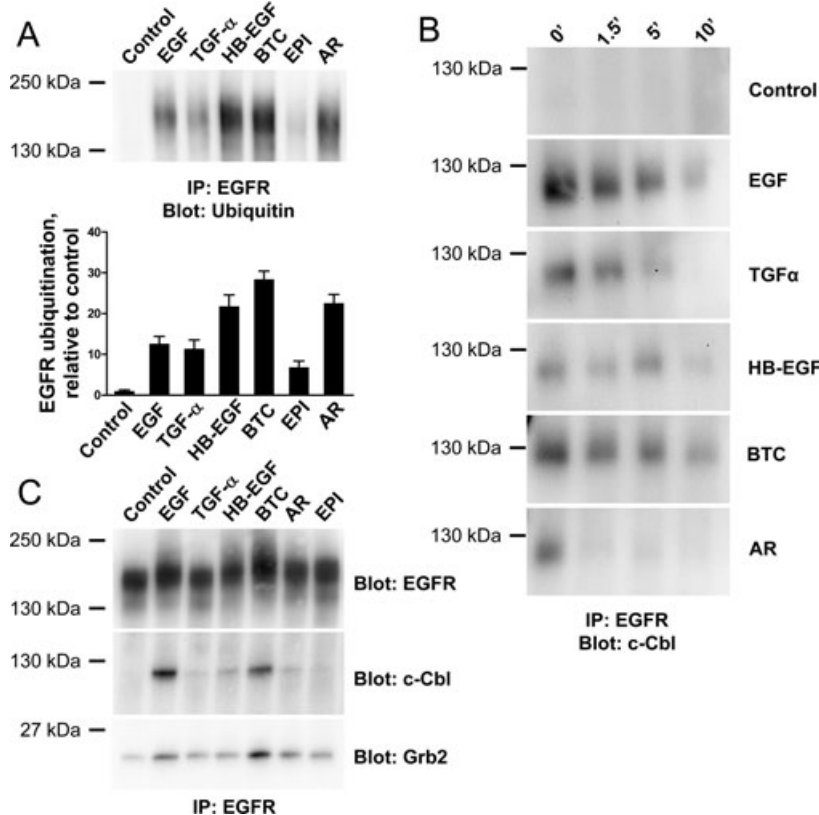 A
Control EGF TGF-α HB-EGF BTC EPI AR
250 kDa
130 kDa
IP: EGFR
Blot: Ubiquitin
EGFR ubiquitination,
relative to control
40
30
20
10
0
Control EGF TGF-α HB-EGF BTC EPI AR
B
0' 1.5' 5' 10'
130 kDa
Control
130 kDa
EGF
130 kDa
TGFα
130 kDa
HB-EGF
130 kDa
BTC
130 kDa
AR
IP: EGFR
Blot: c-Cbl
C
Control EGF TGF-α HB-EGF BTC AR EPI
250 kDa
130 kDa
Blot: EGFR
130 kDa
Blot: c-Cbl
27 kDa
Blot: Grb2
IP: EGFR